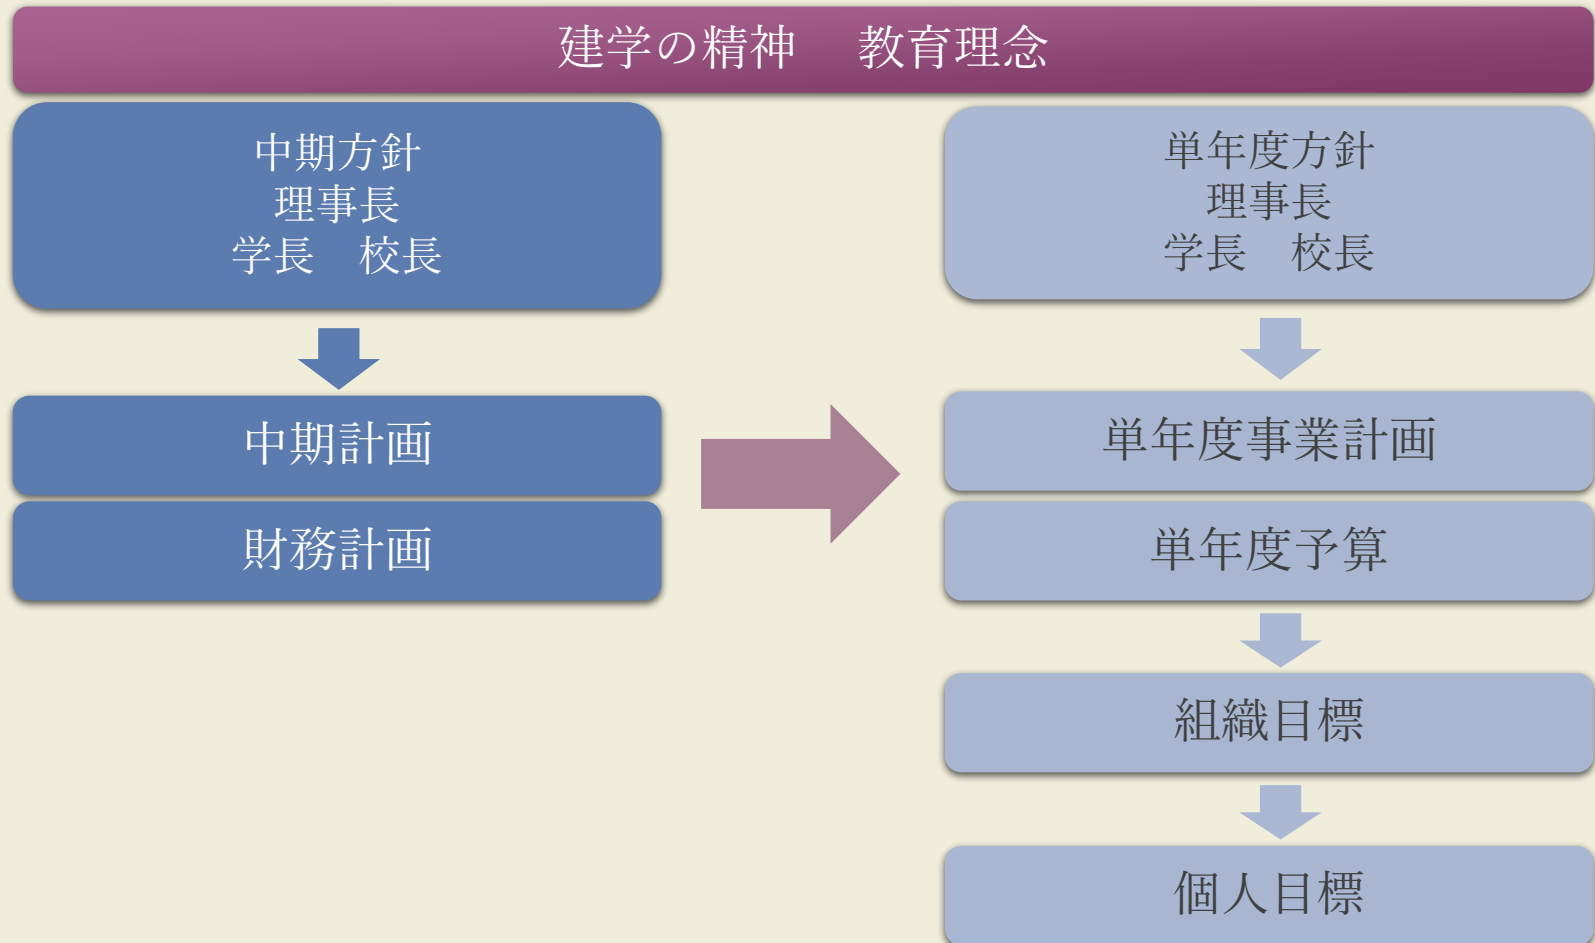 建学の精神　教育理念
中期方針
理事長
学長　校長
中期計画
財務計画
単年度方針
理事長
学長　校長
単年度事業計画
単年度予算
組織目標
個人目標